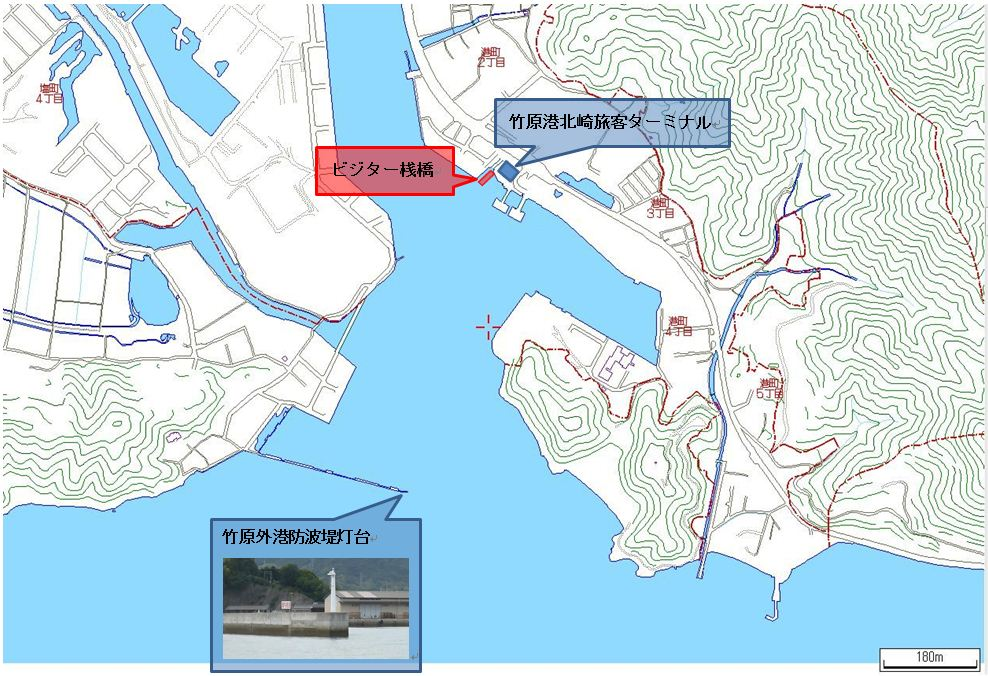 港町
2丁目
塩町
4丁目
竹原港北崎旅客ターミナル
ビジター桟橋
港町
3丁目
港町
4丁目
港町
5丁目
竹原外港防波堤灯台
180m